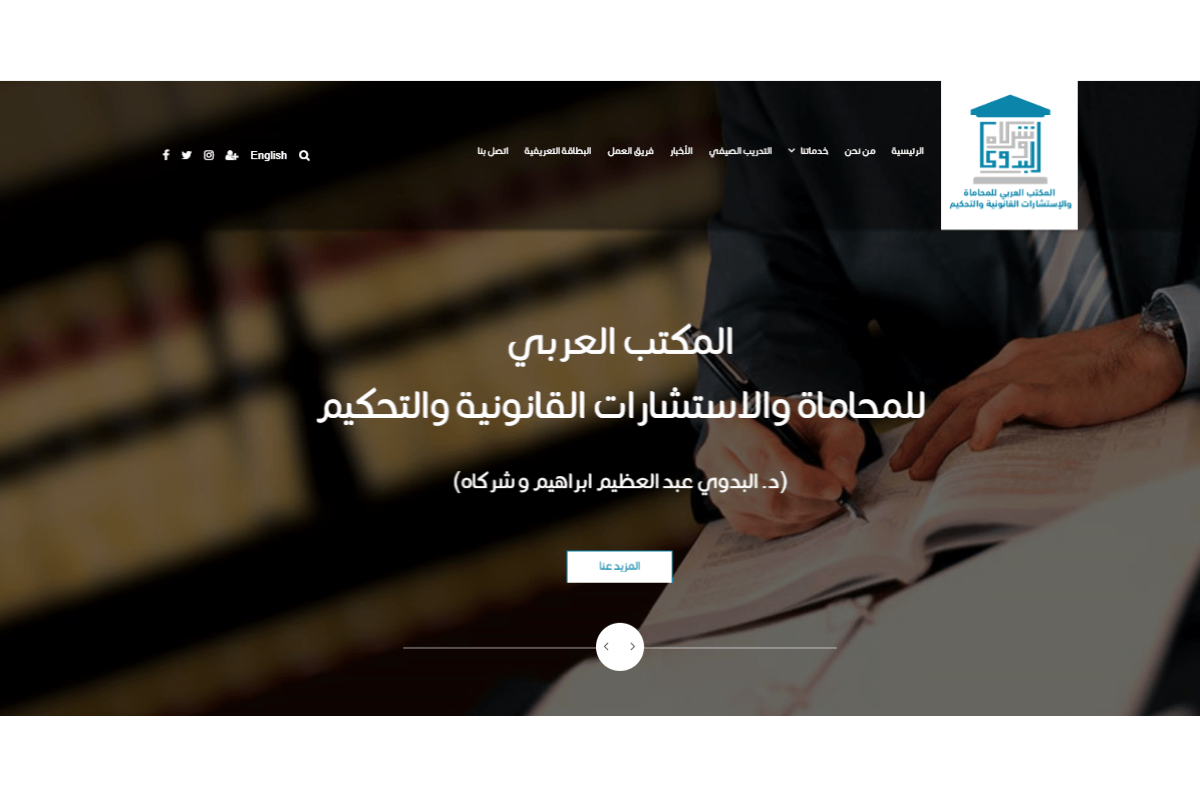 وشركاه
البدوي
المكتب العربي للمحاماة
والإستشارات القانونية والتحكيم
الرئيسية
من نحن
خدماتنا
التدريب الصيفي
الأخبار
فريق العمل
البطاقة التعريفية
اتصل بنا
English
المكتب العربي
للمحاماة والاستشارات القانونية والتحكيم
(د. البدوي عبد العظيم ابراهيم و شركاه)
المزيد عنا